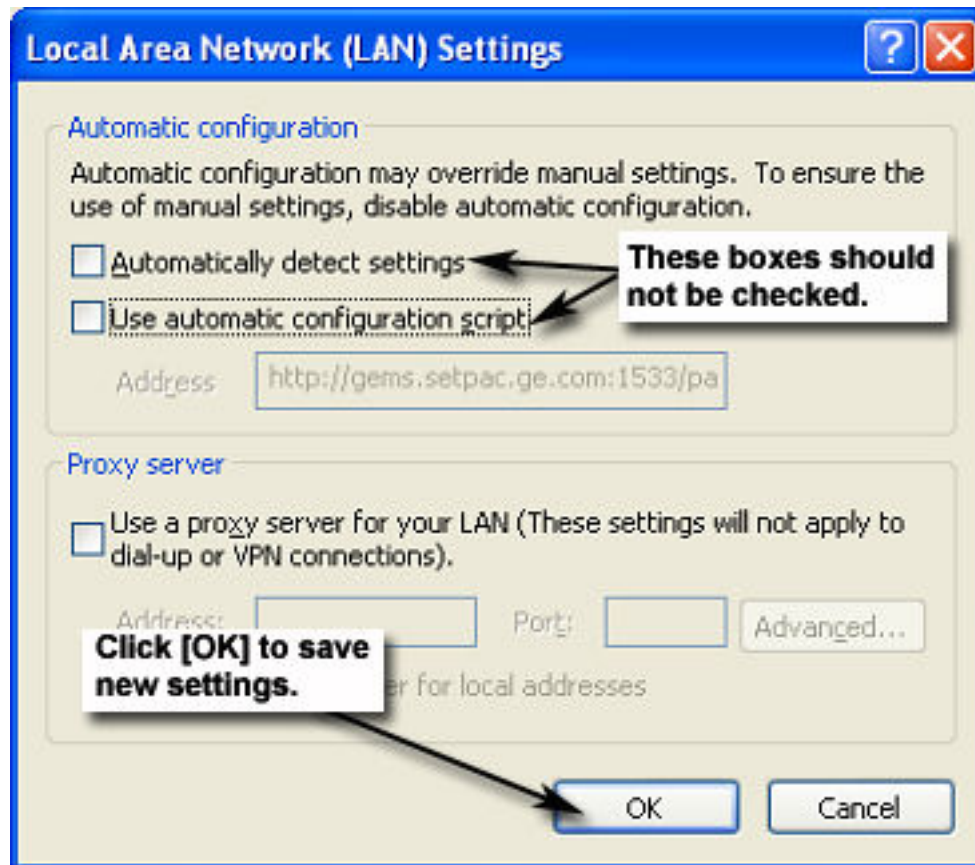 Local Area Network (LAN) Settings
Automatic configuration
Automatic configuration may override manual settings. To ensure the
use of manual settings, disable automatic configuration.
Automatically detect settings
These boxes should
not be checked.
Use automatic configuration script
Address
http://gems.setpac.ge.com:1533/pa
Proxy server
Use a proxy server for your LAN (These settings will not apply to
dial-up or VPN connections).
Address:
Port:
Advanced...
Click [OK] to save
new settings.
for local addresses
OK
Cancel